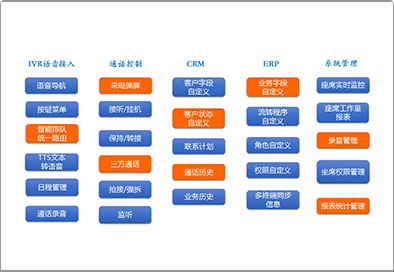 IVR语音接入
语音导航
按键菜单
智能排队
统一路由
TTS文本
转语音
日程管理
通话录音
通话控制
来电弹屏
接听/挂机
保持/转接
三方通话
抢接/强拆
监听
CRM
客户字段
自定义
客户状态
自定义
联系计划
通话历史
业务历史
ERP
业务字段
自定义
流转程序
自定义
角色自定义
权限自定义
多终端同步
信息
系统管理
座席实时监控
座席工作量
报表
录音管理
坐席权限管理
报表统计管理